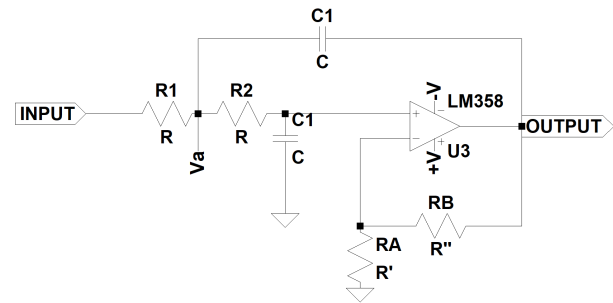 C1
C
R1
R2
-V
LM358
INPUT
C1
+
−
OUTPUT
−
+
R
R
C
Va
+V
U3
RB
RA
R"
R'